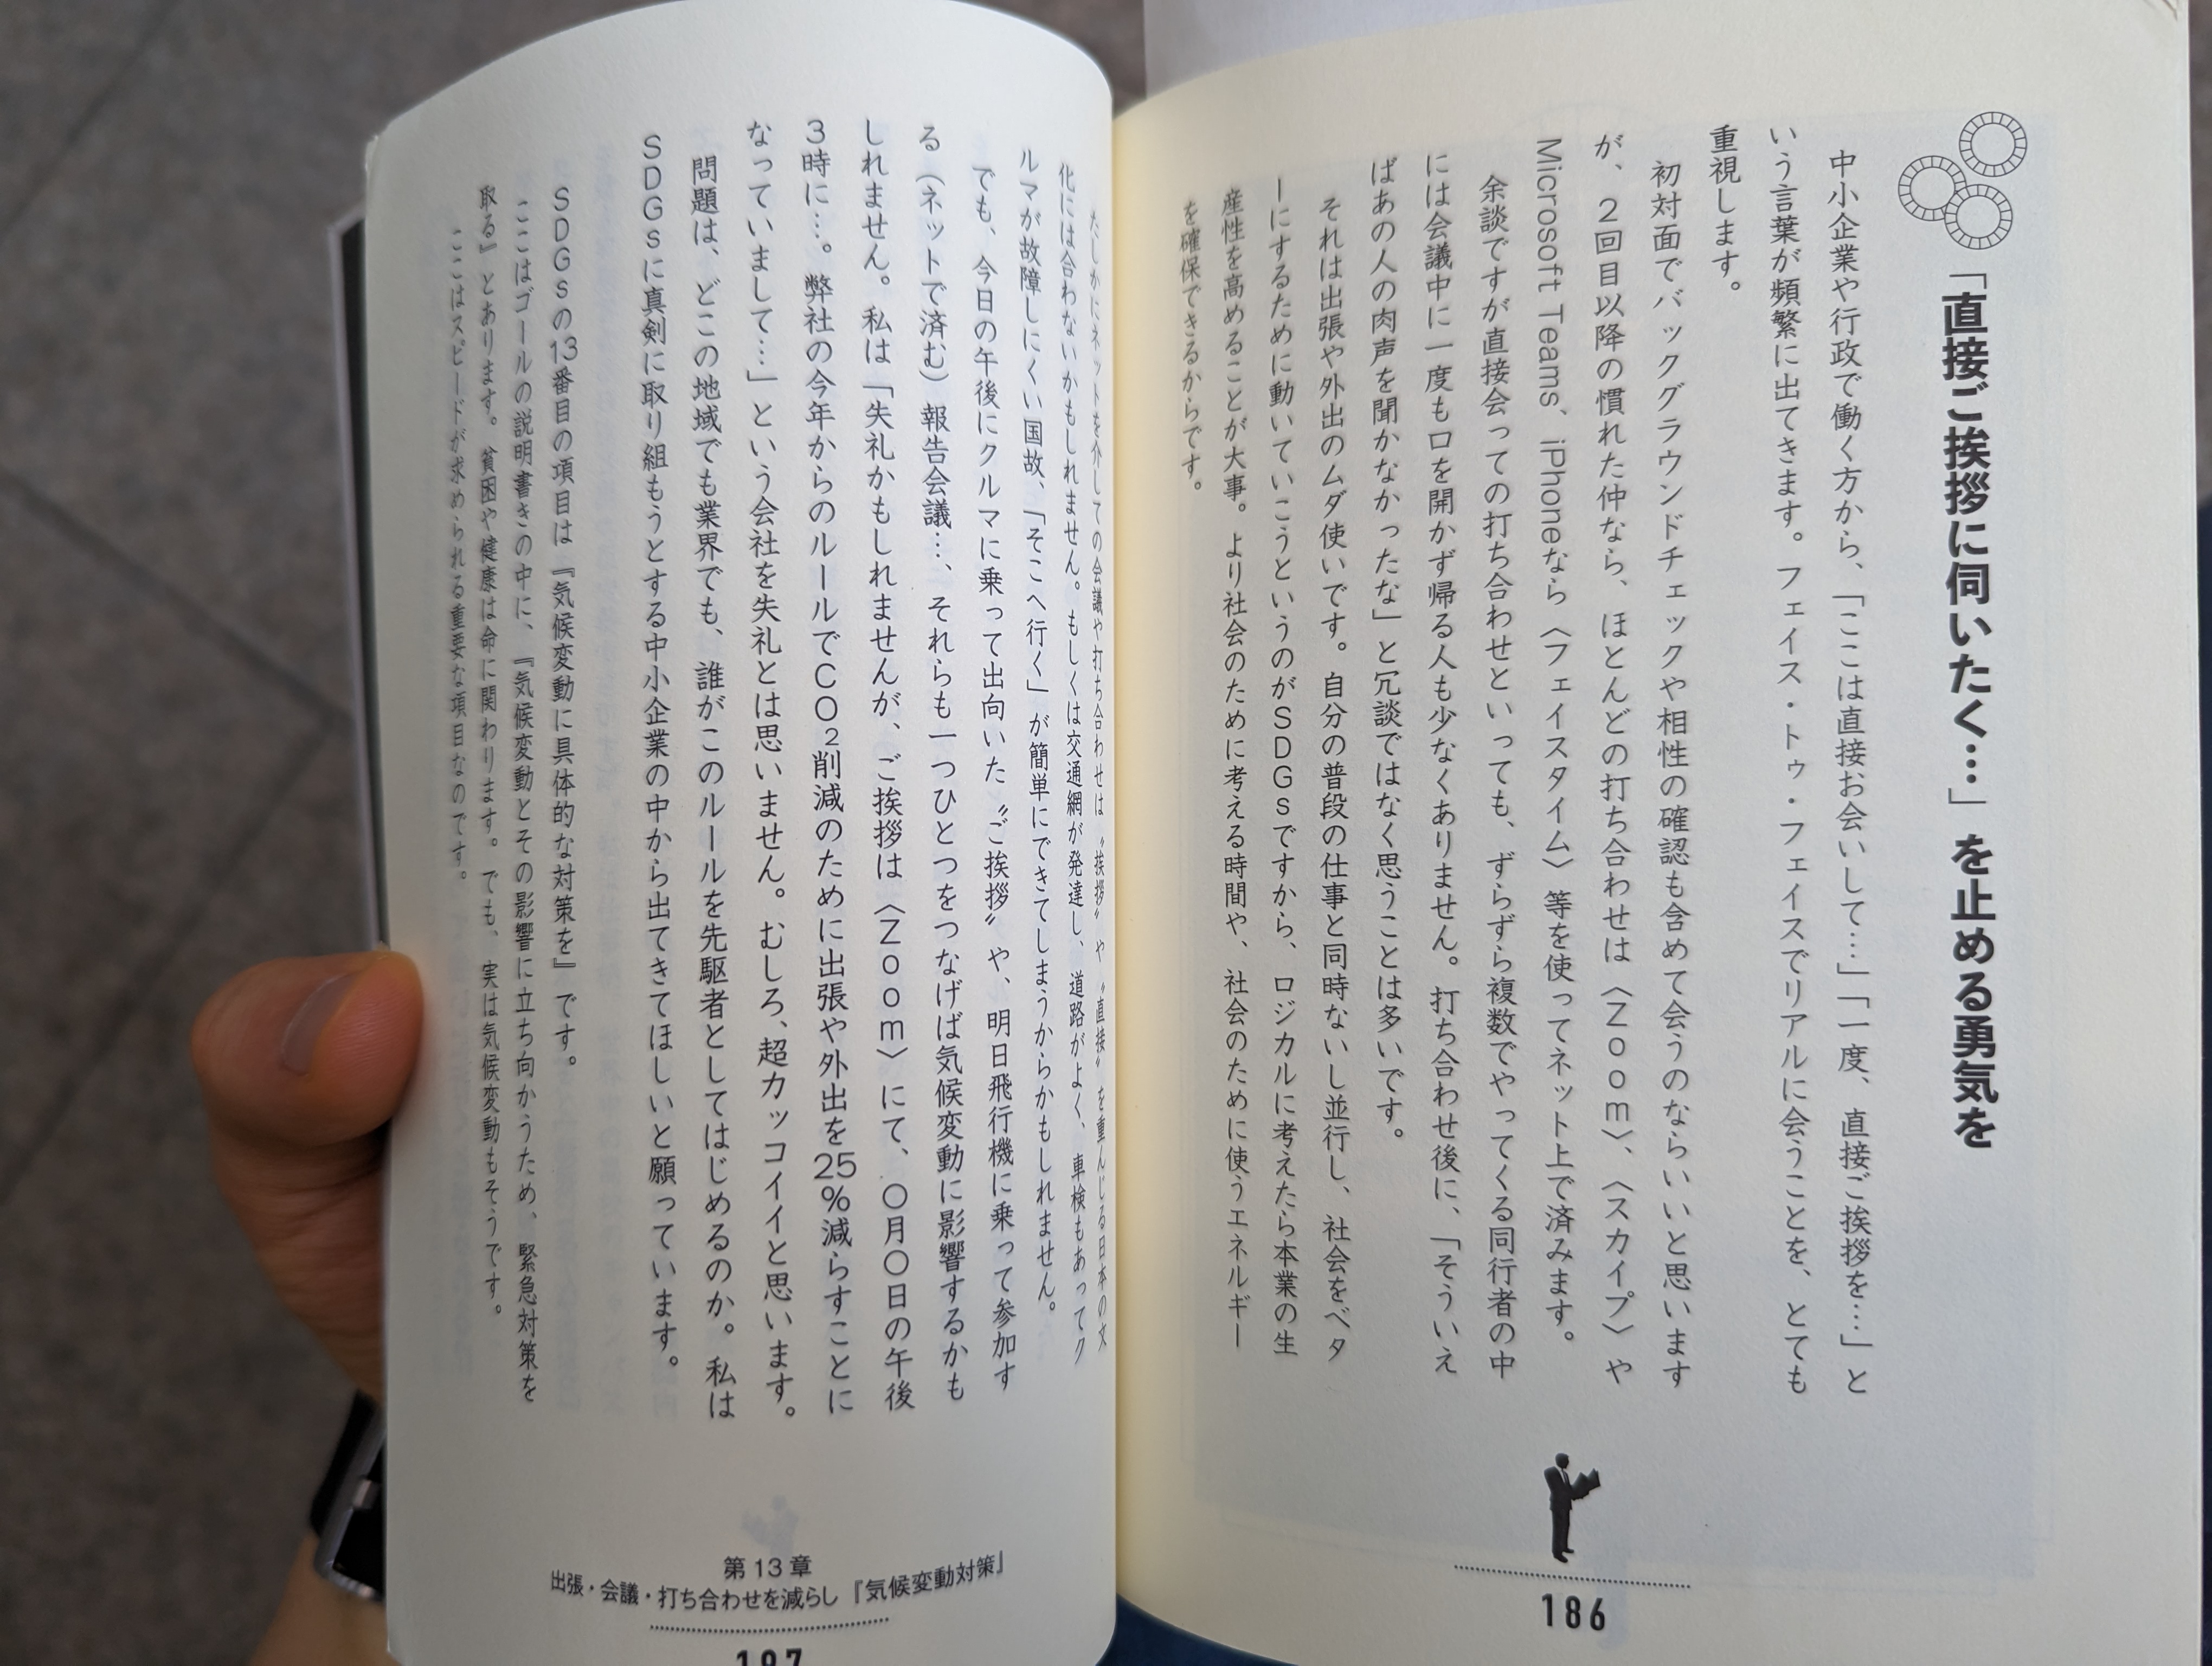 「直接ご挨拶に伺いたく…」を止める勇気を
中小企業や行政で働く方から、「ここは直接お会いして…」「一度、直接ご挨拶を…」と
いう言葉が頻繁に出てきます。フェイス・トゥ・フェイスでリアルに会うことを、とても
重視します。
初対面でバックグラウンドチェックや相性の確認も含めて会うのならいいと思います
が、2回目以降の慣れた仲なら、ほとんどの打ち合わせは〈Zoom〉、〈スカイプ〉や
Microsoft Teams、iPhoneなら〈フェイスタイム〉等を使ってネット上で済みます。
余談ですが直接会っての打ち合わせといっても、ずらずら複数でやってくる同行者の中
には会議中に一度も口を開かず帰る人も少なくありません。打ち合わせ後に、「そういえ
ばあの人の肉声を聞かなかったな」と冗談ではなく思うことは多いです。
それは出張や外出のムダ使いです。自分の普段の仕事と同時ないし並行し、社会をベタ
ーにするために動いていこうというのがSDGsですから、ロジカルに考えたら本業の生
産性を高めることが大事。より社会のために考える時間や、社会のために使うエネルギー
を確保できるからです。
186
たしかにネットを介しての会議や打ち合わせは〝挨拶〟や〝直接〟を重んじる日本の文
化には合わないかもしれません。もしくは交通網が発達し、道路がよく、車検もあってク
ルマが故障しにくい国故、「そこへ行く」が簡単にできてしまうからかもしれません。
でも、今日の午後にクルマに乗って出向いた〝ご挨拶〟や、明日飛行機に乗って参加す
る（ネットで済む）報告会議…、それらも一つひとつをつなげば気候変動に影響するかも
しれません。私は「失礼かもしれませんが、ご挨拶は〈Zoom〉にて、〇月〇日の午後
3時に…。弊社の今年からのルールでCO₂削減のために出張や外出を25%減らすことに
なっていまして…」という会社を失礼とは思いません。むしろ、超カッコイイと思います。
問題は、どこの地域でも業界でも、誰がこのルールを先駆者としてはじめるのか。私は
SDGsに真剣に取り組もうとする中小企業の中から出てきてほしいと願っています。
SDGsの13番目の項目は『気候変動に具体的な対策を』です。
ここはゴールの説明書きの中に、『気候変動とその影響に立ち向かうため、緊急対策を
取る』とあります。貧困や健康は命に関わります。でも、実は気候変動もそうです。
ここはスピードが求められる重要な項目なのです。
第13章
出張・会議・打ち合わせを減らし『気候変動対策』
187